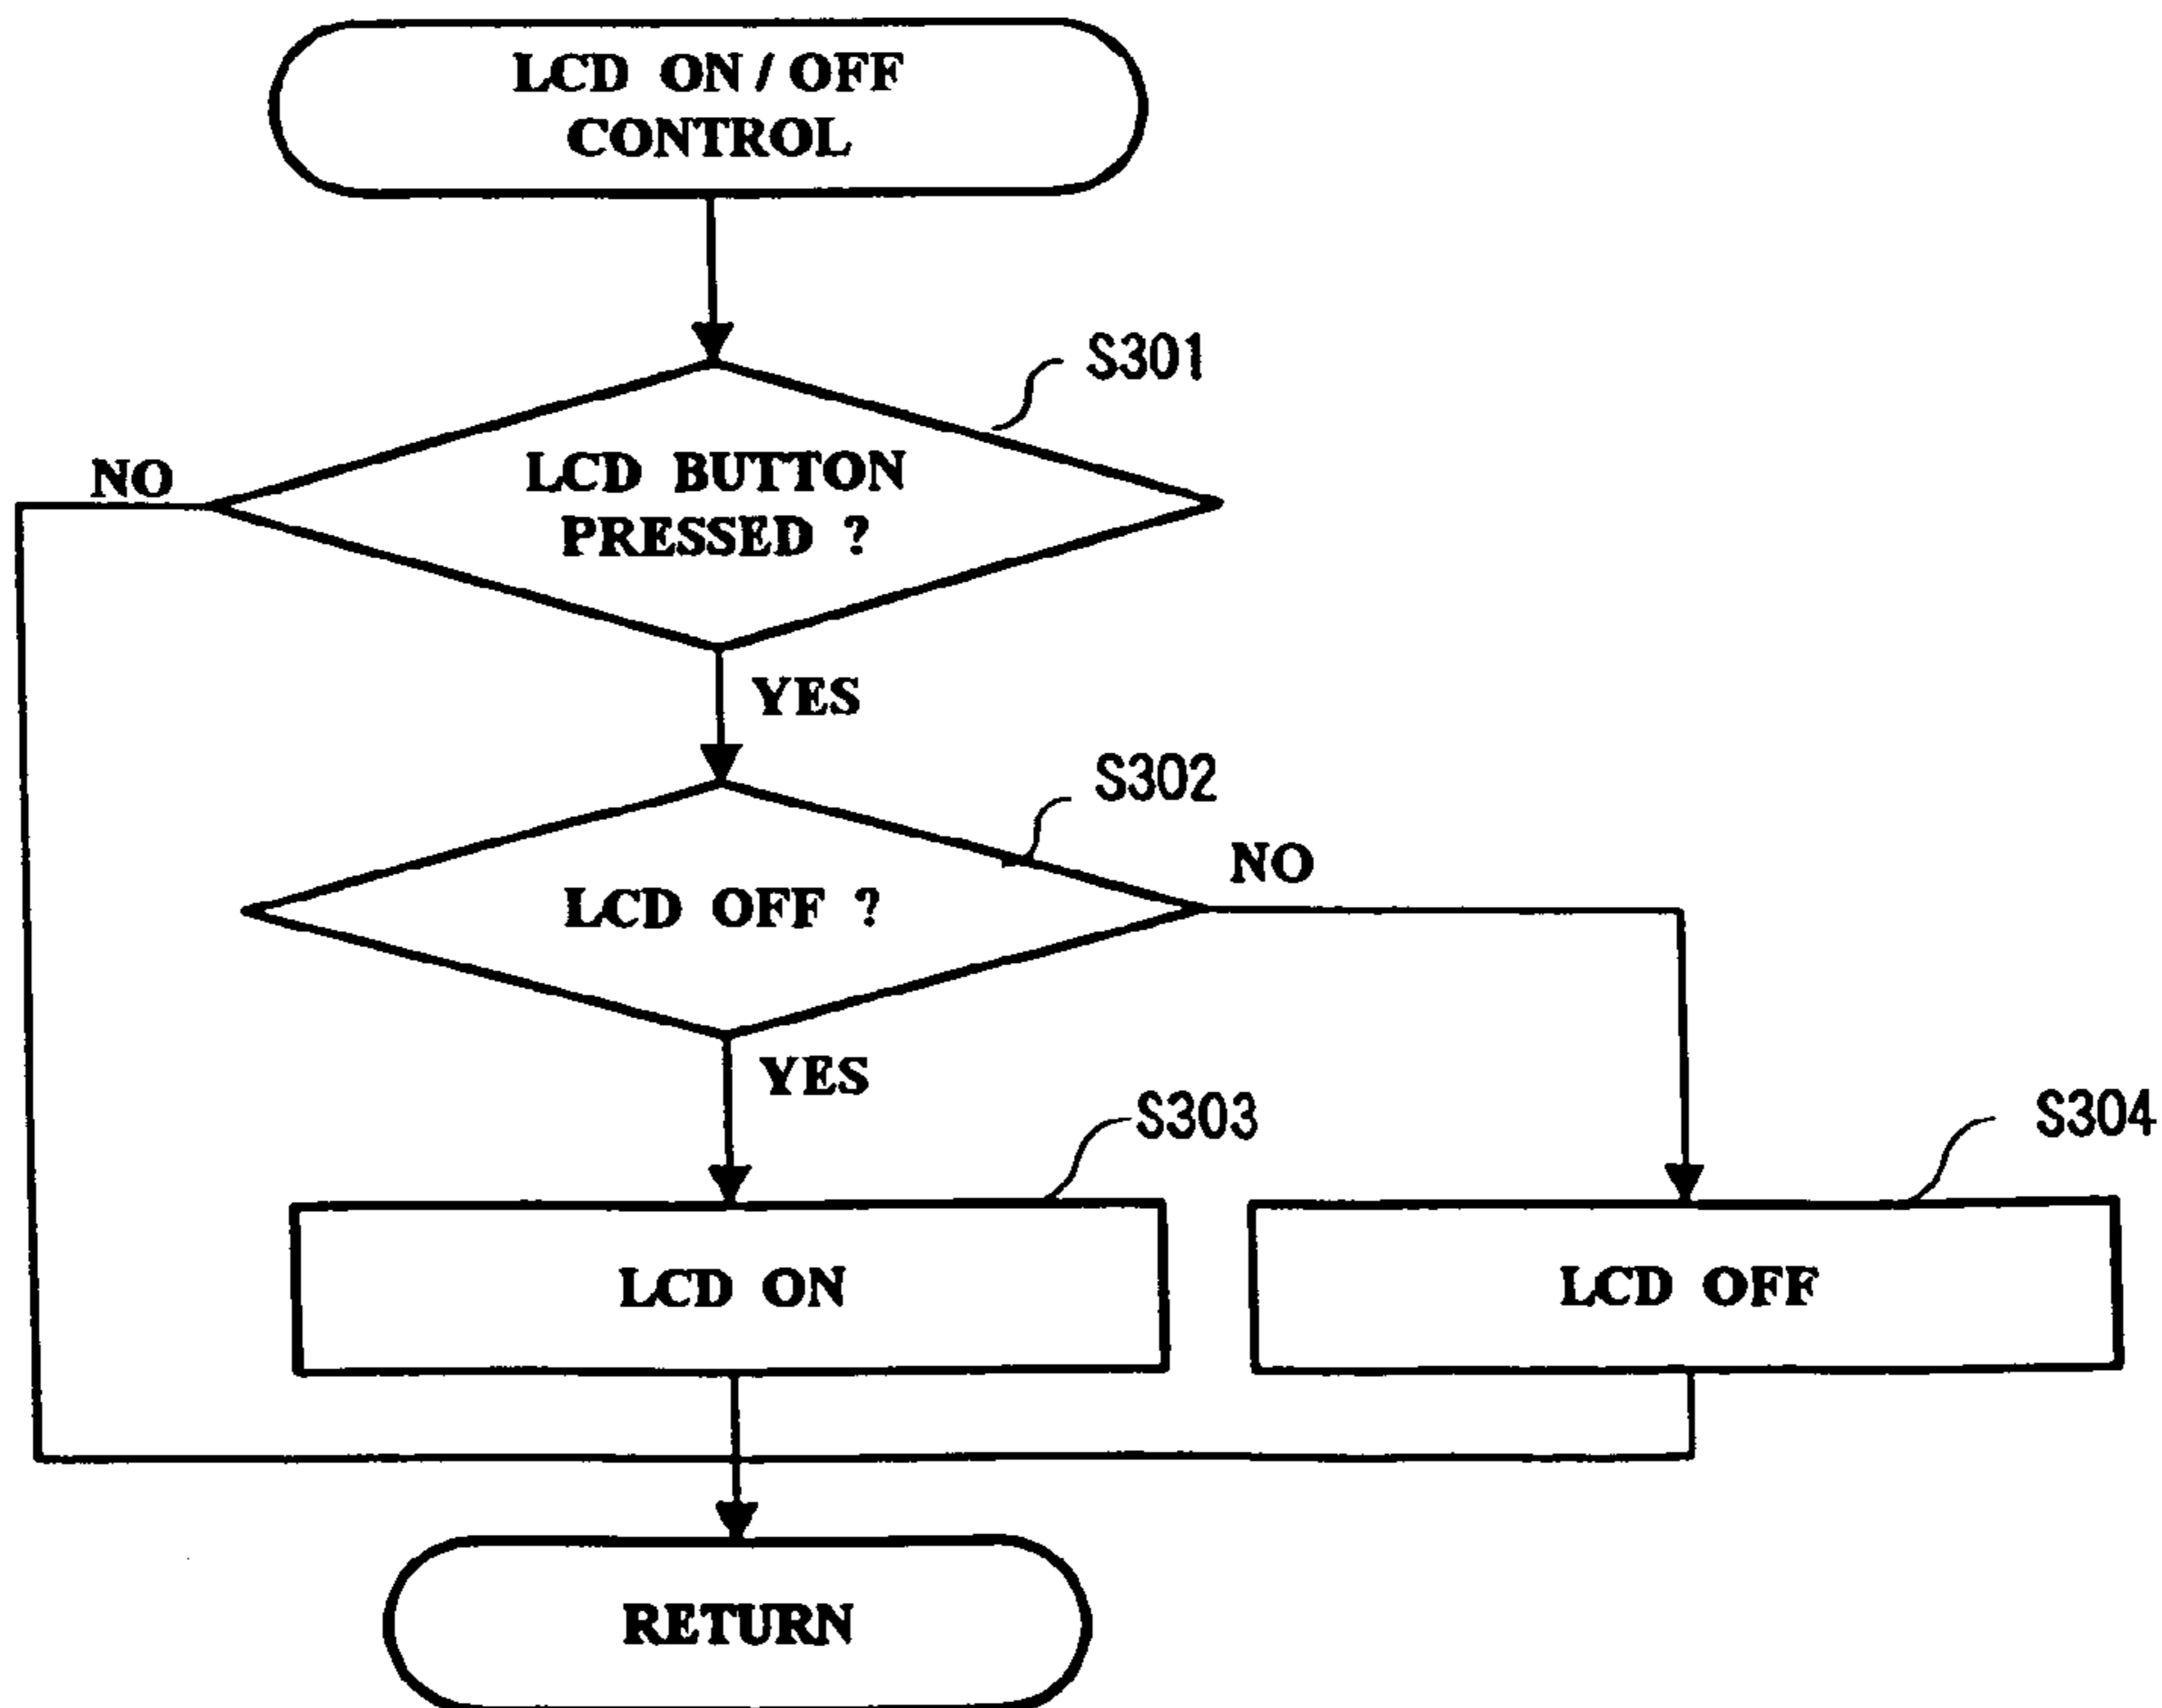 LCD ON / OFF
CONTROL
S301
LCD BUTTON
PRESSED ?
NO
YES
S302
LCD OFF ?
NO
YES
S303
S304
LCD ON
LCD OFF
RETURN